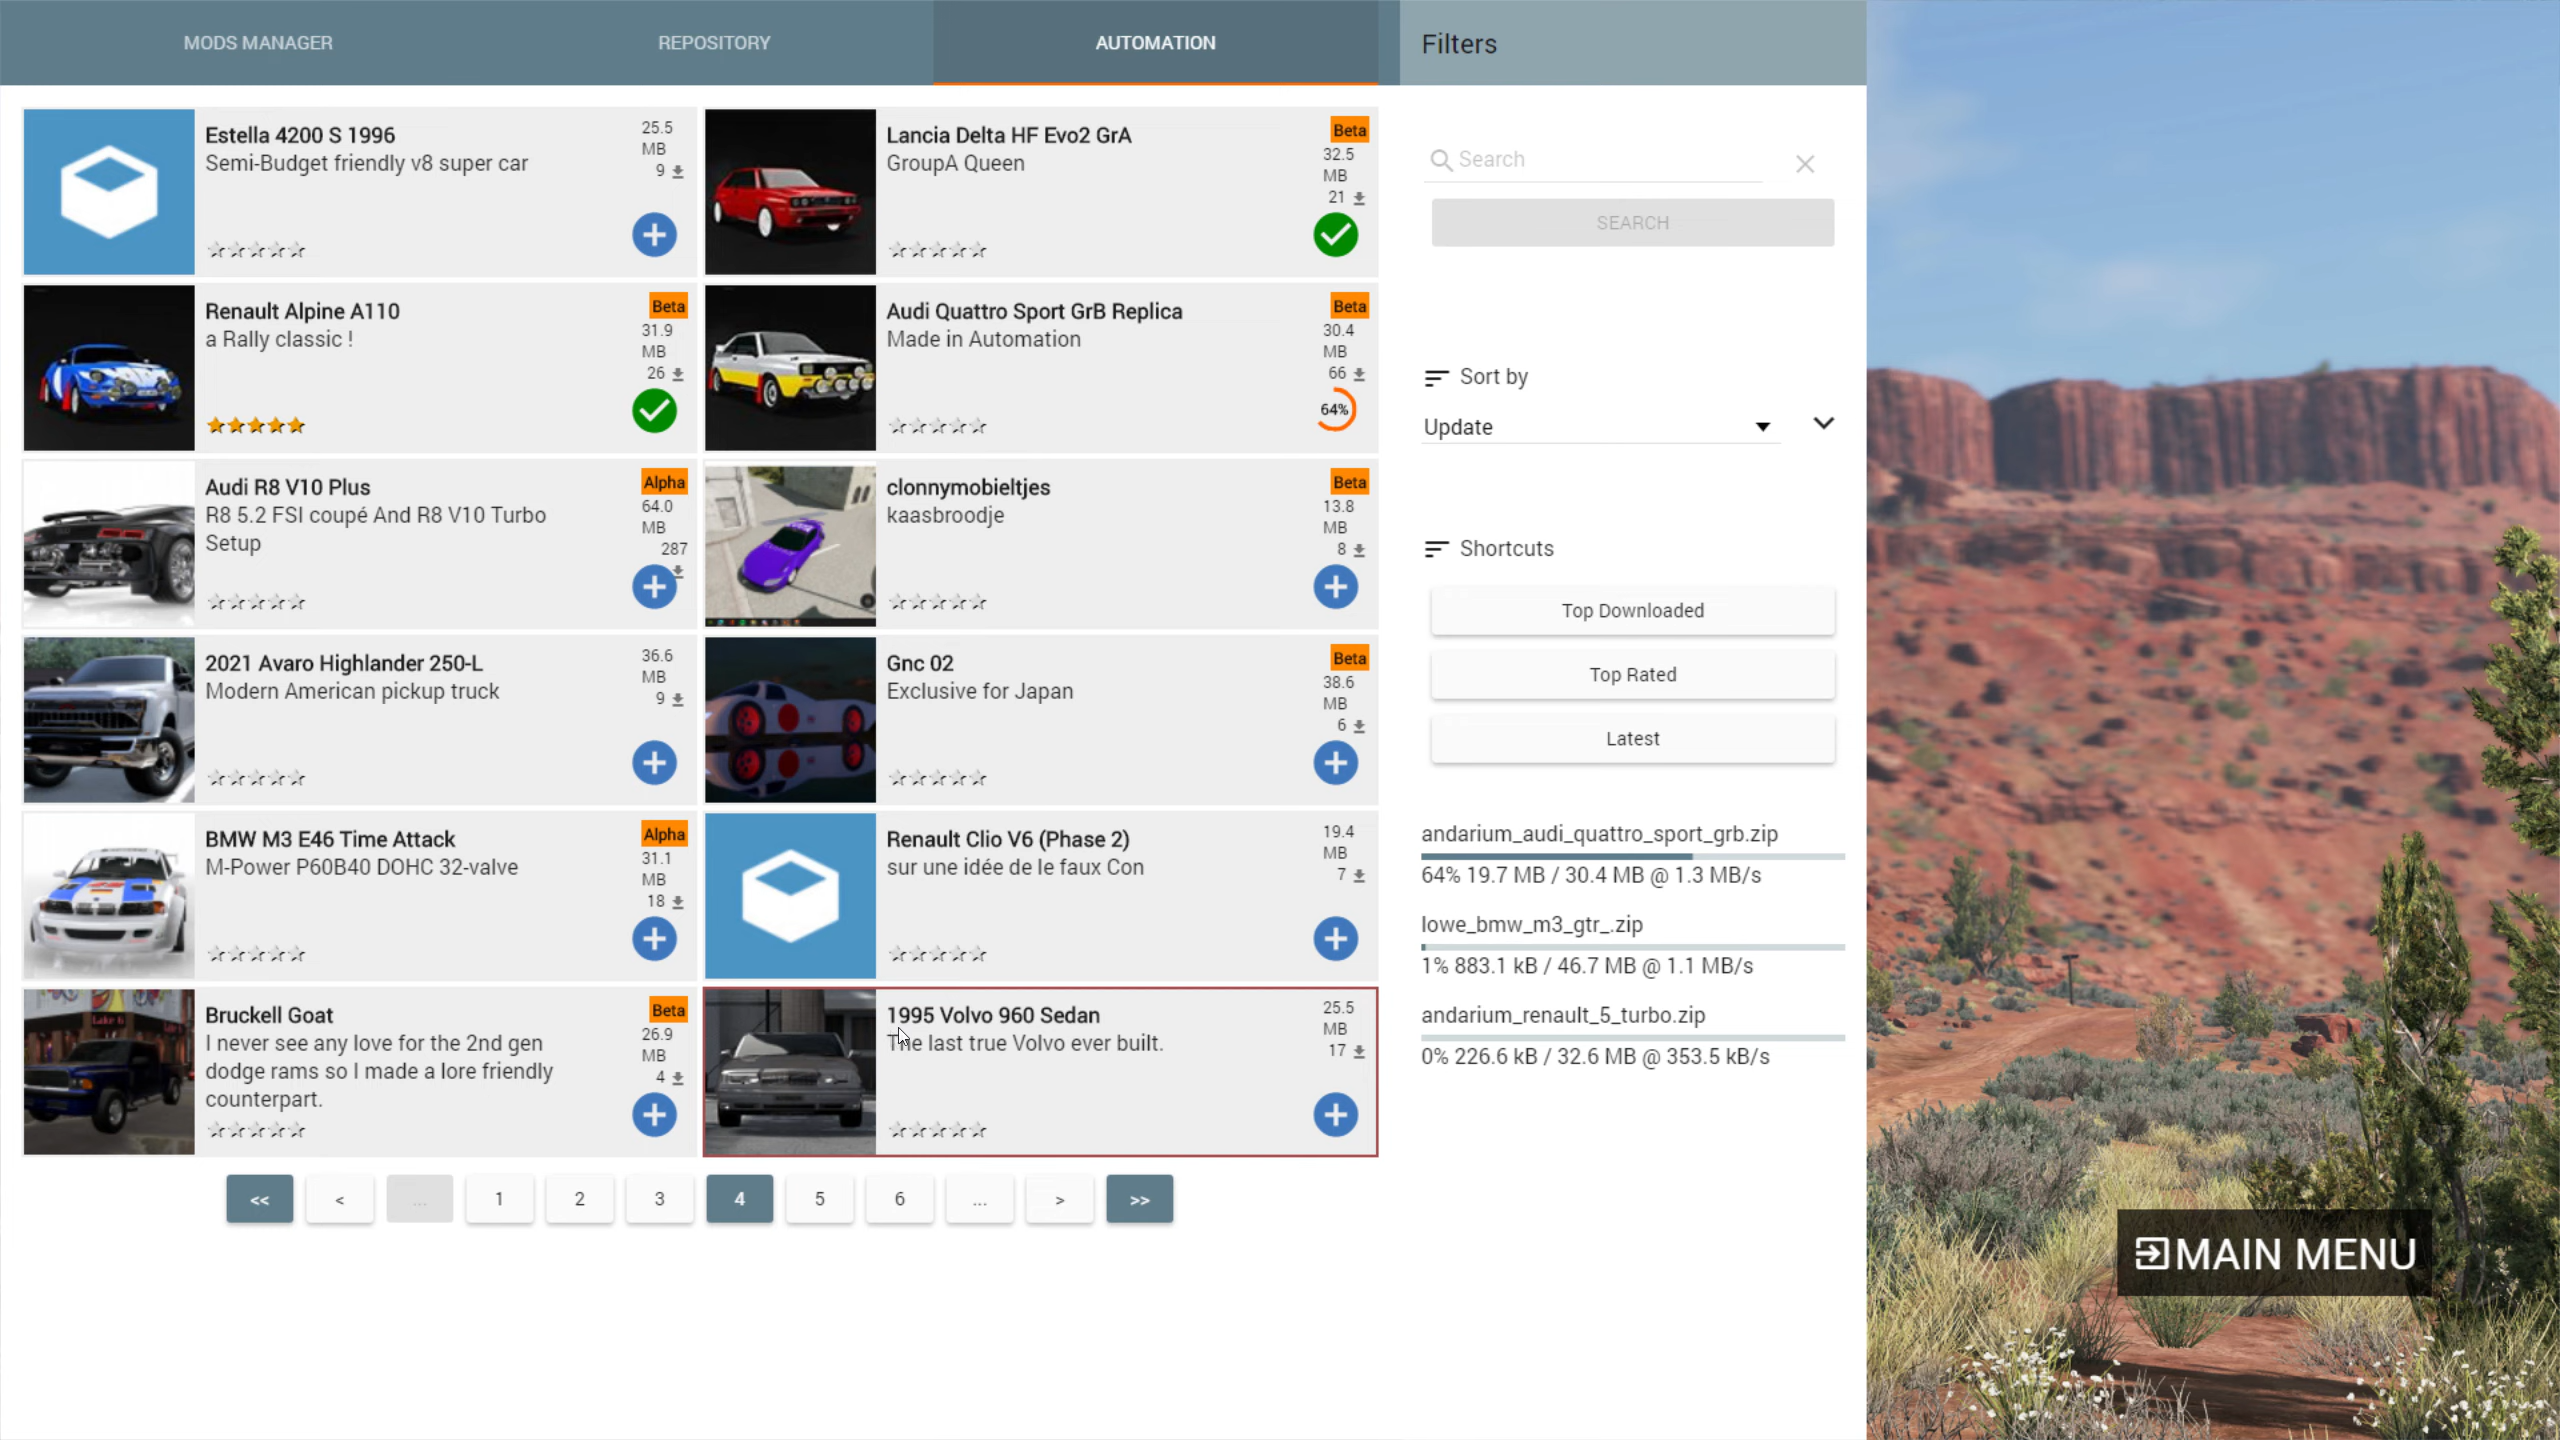 MODS MANAGER
REPOSITORY
AUTOMATION
Filters
Estella 4200 S 1996
Semi-Budget friendly v8 super car
25.5
MB
9
Lancia Delta HF Evo2 GrA
GroupA Queen
Beta
32.5
MB
21
Renault Alpine A110
a Rally classic !
Beta
31.9
MB
26
Audi Quattro Sport GrB Replica
Made in Automation
Beta
30.4
MB
66
64%
Audi R8 V10 Plus
R8 5.2 FSI coupé And R8 V10 Turbo
Setup
Alpha
64.0
MB
287
clonnymobieltjes
kaasbroodje
Beta
13.8
MB
8
2021 Avaro Highlander 250-L
Modern American pickup truck
36.6
MB
9
Gnc 02
Exclusive for Japan
Beta
38.6
MB
6
BMW M3 E46 Time Attack
M-Power P60B40 DOHC 32-valve
Alpha
31.1
MB
18
Renault Clio V6 (Phase 2)
sur une idée de le faux Con
19.4
MB
7
Bruckell Goat
I never see any love for the 2nd gen
dodge rams so I made a lore friendly
counterpart.
Beta
26.9
MB
4
1995 Volvo 960 Sedan
The last true Volvo ever built.
25.5
MB
17
<< < ... 1 2 3 4 5 6 ... > >>
Search
SEARCH
Sort by
Update
Shortcuts
Top Downloaded
Top Rated
Latest
andarium_audi_quattro_sport_grb.zip
64% 19.7 MB / 30.4 MB @ 1.3 MB/s
lowe_bmw_m3_gtr_.zip
1% 883.1 kB / 46.7 MB @ 1.1 MB/s
andarium_renault_5_turbo.zip
0% 226.6 kB / 32.6 MB @ 353.5 kB/s
MAIN MENU